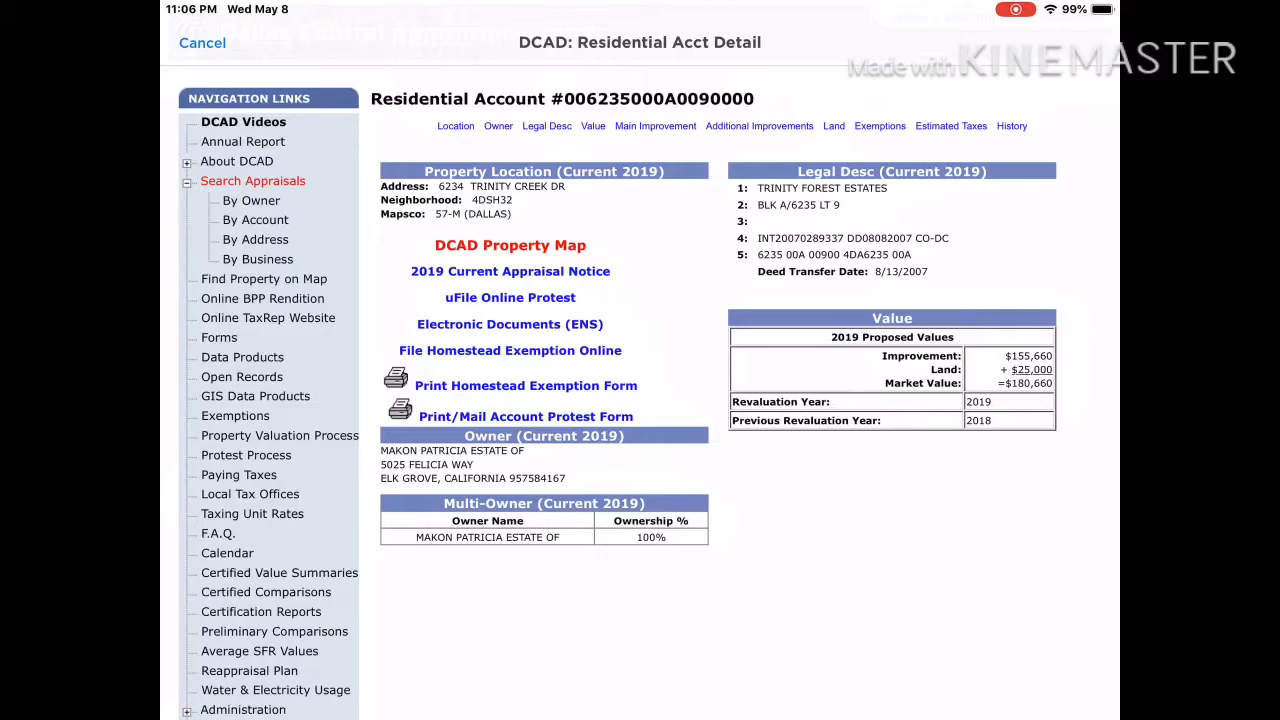 11:06 PM Wed May 8
99%
Cancel
DCAD: Residential Acct Detail
Made with KINEMASTER
NAVIGATION LINKS
DCAD Videos
Annual Report
About DCAD
Search Appraisals
By Owner
By Account
By Address
By Business
Find Property on Map
Online BPP Rendition
Online TaxRep Website
Forms
Data Products
Open Records
GIS Data Products
Exemptions
Property Valuation Process
Protest Process
Paying Taxes
Local Tax Offices
Taxing Unit Rates
F.A.Q.
Calendar
Certified Value Summaries
Certified Comparisons
Certification Reports
Preliminary Comparisons
Average SFR Values
Reappraisal Plan
Water & Electricity Usage
Administration
Residential Account #006235000A0090000
Location Owner Legal Desc Value Main Improvement Additional Improvements Land Exemptions Estimated Taxes History
Property Location (Current 2019)
Address: 6234 TRINITY CREEK DR
Neighborhood: 4DSH32
Mapsco: 57-M (DALLAS)
DCAD Property Map
2019 Current Appraisal Notice
uFile Online Protest
Electronic Documents (ENS)
File Homestead Exemption Online
Print Homestead Exemption Form
Print/Mail Account Protest Form
Owner (Current 2019)
MAKON PATRICIA ESTATE OF
5025 FELICIA WAY
ELK GROVE, CALIFORNIA 957584167
Multi-Owner (Current 2019)
Owner Name Ownership %
MAKON PATRICIA ESTATE OF 100%
Legal Desc (Current 2019)
1: TRINITY FOREST ESTATES
2: BLK A/6235 LT 9
3:
4: INT20070289337 DD08082007 CO-DC
5: 6235 00A 00900 4DA6235 00A
Deed Transfer Date: 8/13/2007
Value
2019 Proposed Values
Improvement: $155,660
Land: + $25,000
Market Value: =$180,660
Revaluation Year: 2019
Previous Revaluation Year: 2018